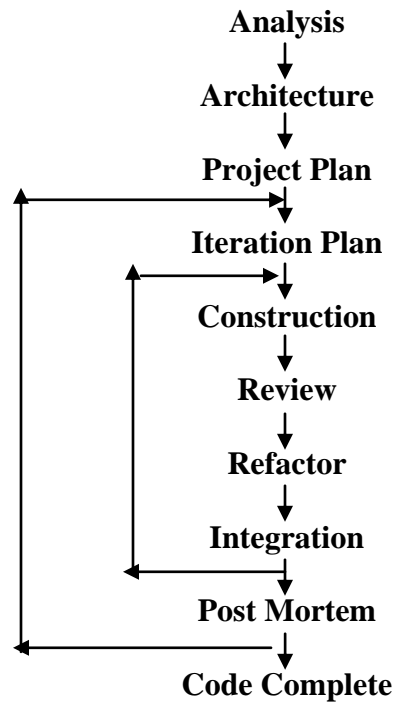 Analysis
Architecture
Project Plan
Iteration Plan
Construction
Review
Refactor
Integration
Post Mortem
Code Complete